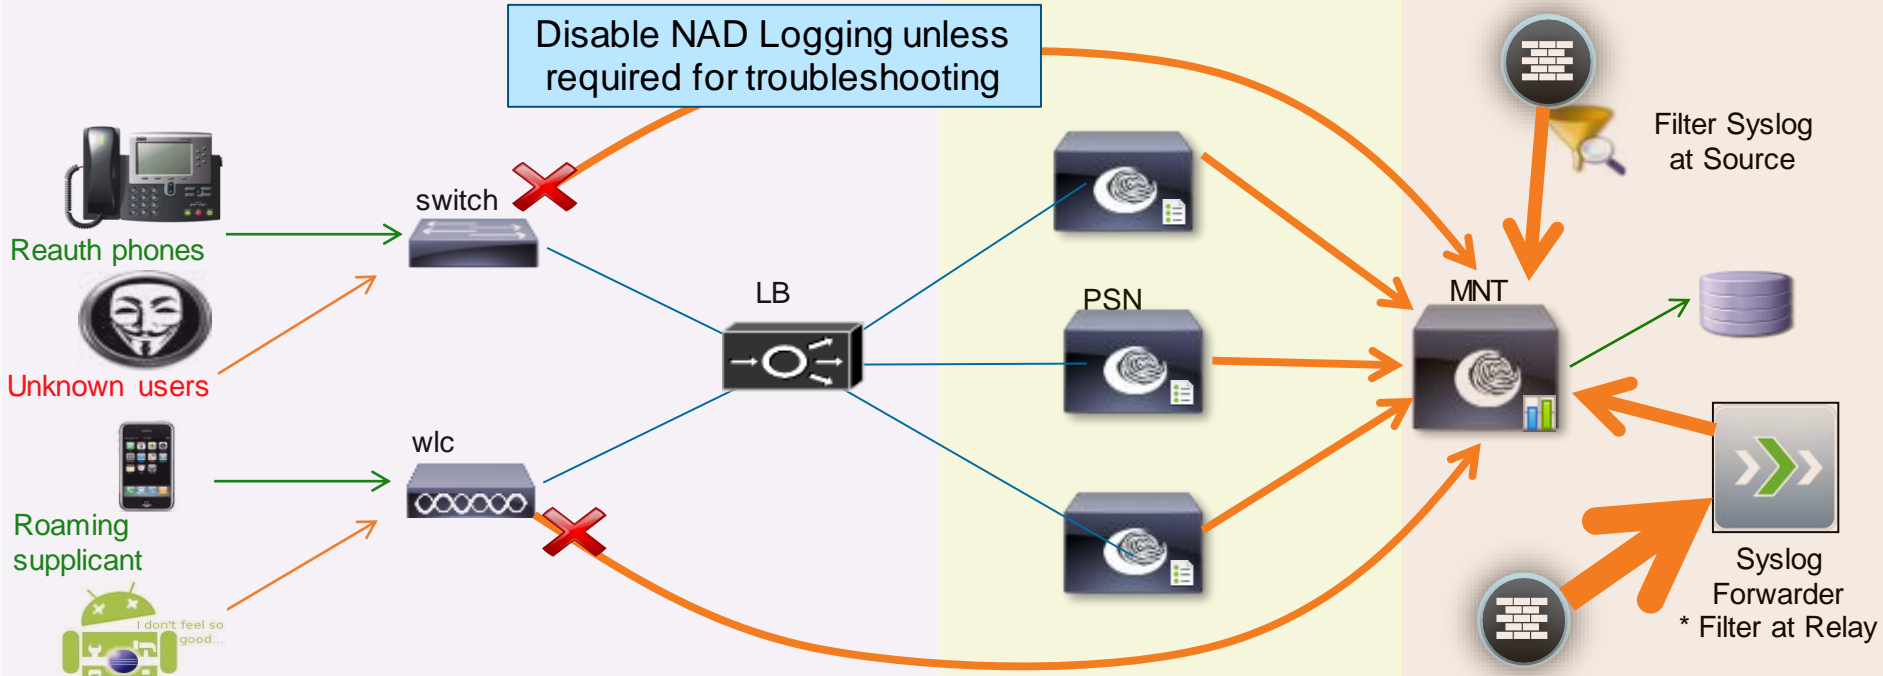 Disable NAD Logging unless
required for troubleshooting
Filter Syslog
at Source
switch
Reauth phones
LB
PSN
MNT
Unknown users
wlc
Roaming
supplicant
I don't feel so
good...
Syslog
Forwarder
* Filter at Relay